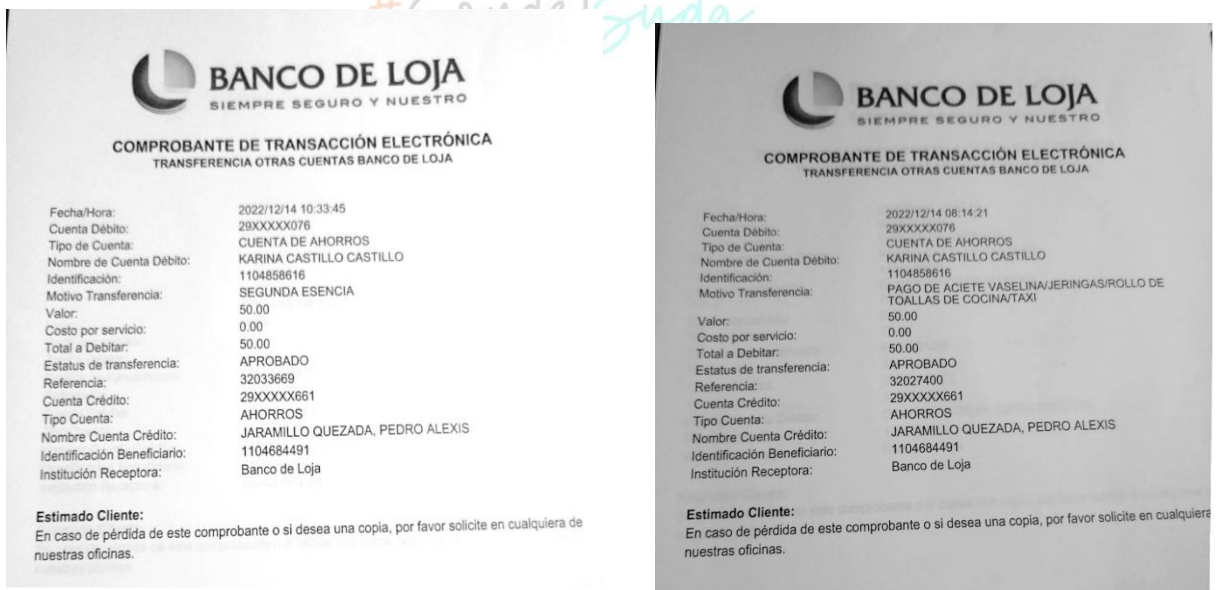 BANCO DE LOJA
SIEMPRE SEGURO Y NUESTRO
COMPROBANTE DE TRANSACCIÓN ELECTRÓNICA
TRANSFERENCIA OTRAS CUENTAS BANCO DE LOJA
Fecha/Hora: 2022/12/14 10:33:45
Cuenta Débito: 29XXXXX076
Tipo de Cuenta: CUENTA DE AHORROS
Nombre de Cuenta Débito: KARINA CASTILLO CASTILLO
Identificación: 1104858616
Motivo Transferencia: SEGUNDA ESENCIA
Valor: 50.00
Costo por servicio: 0.00
Total a Debitar: 50.00
Estatus de transferencia: APROBADO
Referencia: 32033669
Cuenta Crédito: 29XXXXX661
Tipo Cuenta: AHORROS
Nombre Cuenta Crédito: JARAMILLO QUEZADA, PEDRO ALEXIS
Identificación Beneficiario: 1104684491
Institución Receptora: Banco de Loja
Estimado Cliente:
En caso de pérdida de este comprobante o si desea una copia, por favor solicite en cualquiera de
nuestras oficinas.
BANCO DE LOJA
SIEMPRE SEGURO Y NUESTRO
COMPROBANTE DE TRANSACCIÓN ELECTRÓNICA
TRANSFERENCIA OTRAS CUENTAS BANCO DE LOJA
Fecha/Hora: 2022/12/14 08:14:21
Cuenta Débito: 29XXXXX076
Tipo de Cuenta: CUENTA DE AHORROS
Nombre de Cuenta Débito: KARINA CASTILLO CASTILLO
Identificación: 1104858616
Motivo Transferencia: PAGO DE ACIETE VASELINA/JERINGAS/ROLLO DE
TOALLAS DE COCINA/TAXI
Valor: 50.00
Costo por servicio: 0.00
Total a Debitar: 50.00
Estatus de transferencia: APROBADO
Referencia: 32027400
Cuenta Crédito: 29XXXXX661
Tipo Cuenta: AHORROS
Nombre Cuenta Crédito: JARAMILLO QUEZADA, PEDRO ALEXIS
Identificación Beneficiario: 1104684491
Institución Receptora: Banco de Loja
Estimado Cliente:
En caso de pérdida de este comprobante o si desea una copia, por favor solicite en cualquiera
nuestras oficinas.